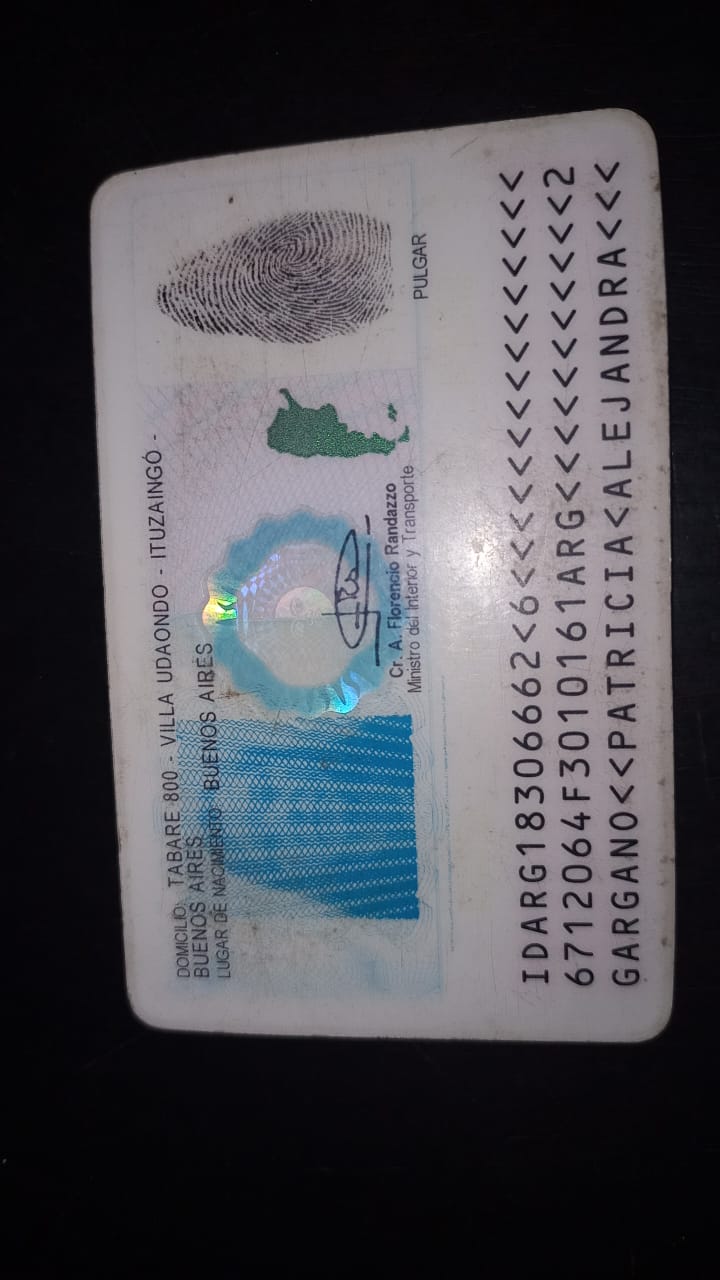 DOMICILIO: TABARE 800 - VILLA UDAONDO - ITUZAINGÓ -
BUENOS AIRES
LUGAR DE NACIMIENTO: BUENOS AIRES
Cr. A. Florencio Randazzo
Ministro del Interior y Transporte
PULGAR
IDARG18306662<6<<<<<<<<<<<<<<<
6712064F3010161ARG<<<<<<<<<<<2
GARGANO<<PATRICIA<ALEJANDRA<<<